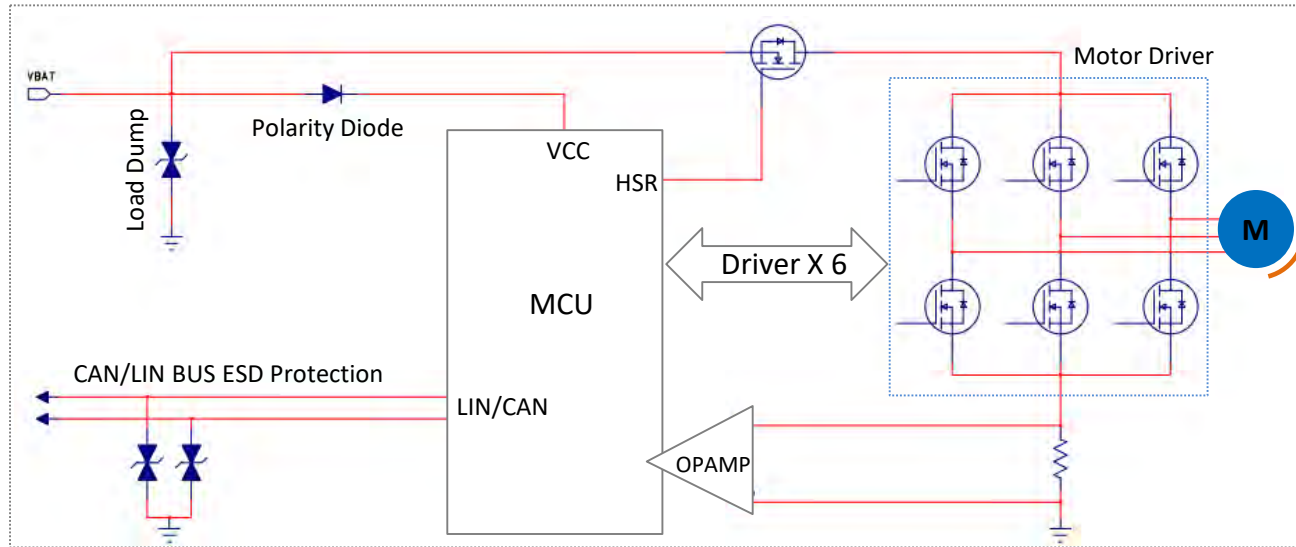 Motor Driver
VBAT
Polarity Diode
Load Dump
VCC
HSR
M
Driver X 6
MCU
CAN/LIN BUS ESD Protection
LIN/CAN
OPAMP